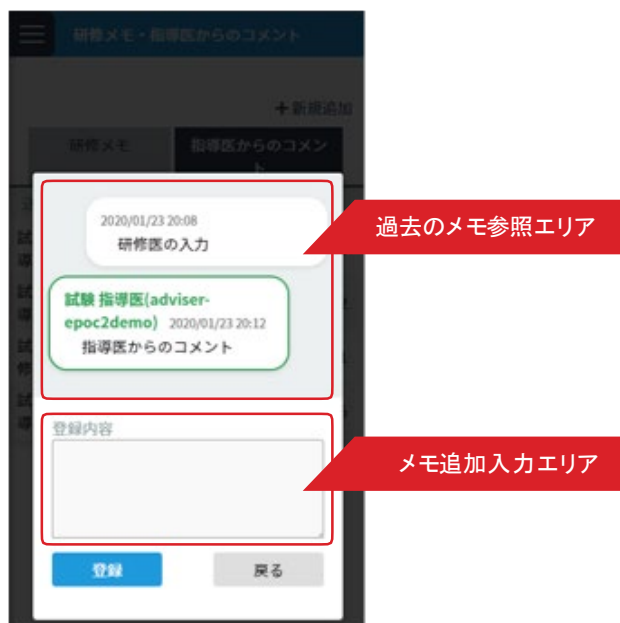 研修メモ・指導医からのコメント
+新規追加
研修メモ
指導医からのコメン
ト
2020/01/23 20:08
研修医の入力
過去のメモ参照エリア
試験 指導医(adviser-
epoc2demo) 2020/01/23 20:12
指導医からのコメント
登録内容
メモ追加入力エリア
登録
戻る